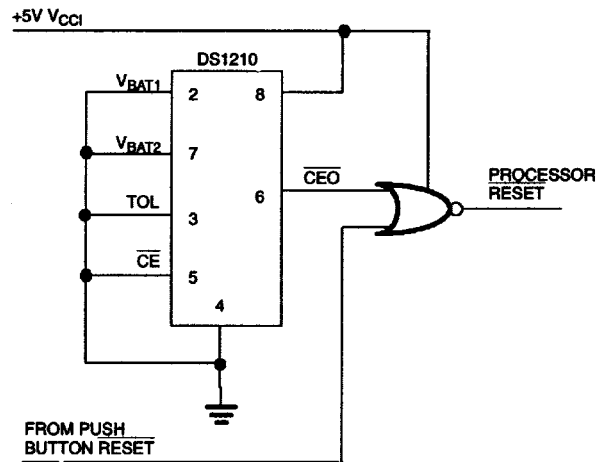 +5V VCCI
DS1210
VBAT1
2
8
VBAT2
7
6
CEO
TOL
3
CE
5
4
PROCESSOR
RESET
FROM PUSH
BUTTON RESET